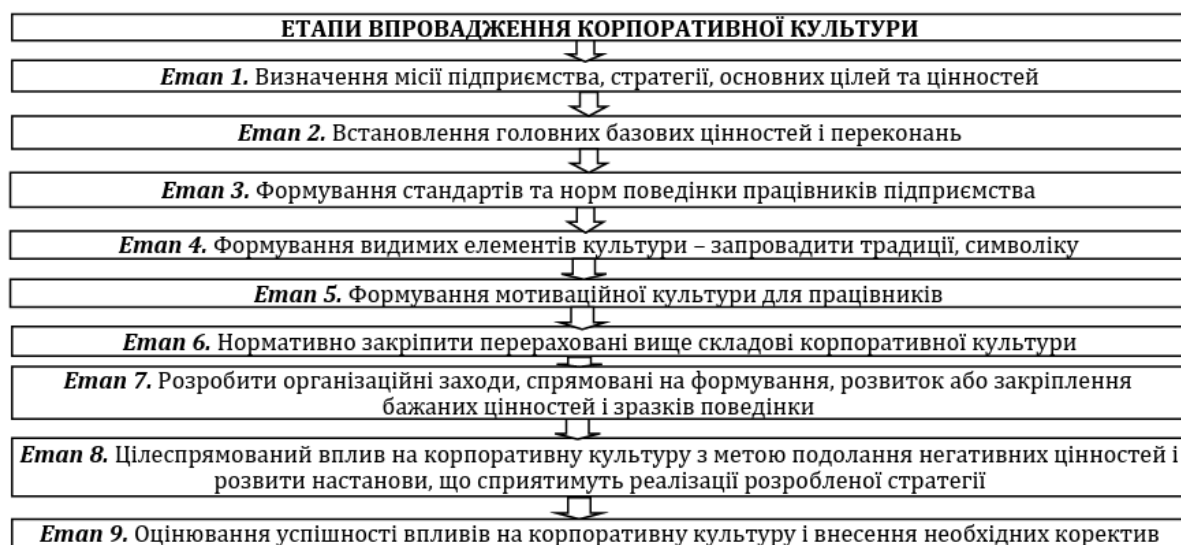 ЕТАПИ ВПРОВАДЖЕННЯ КОРПОРАТИВНОЇ КУЛЬТУРИ
Етап 1. Визначення місії підприємства, стратегії, основних цілей та цінностей
Етап 2. Встановлення головних базових цінностей і переконань
Етап 3. Формування стандартів та норм поведінки працівників підприємства
Етап 4. Формування видимих елементів культури – запровадити традиції, символіку
Етап 5. Формування мотиваційної культури для працівників
Етап 6. Нормативно закріпити перераховані вище складові корпоративної культури
Етап 7. Розробити організаційні заходи, спрямовані на формування, розвиток або закріплення
бажаних цінностей і зразків поведінки
Етап 8. Цілеспрямований вплив на корпоративну культуру з метою подолання негативних цінностей і
розвити настанови, що сприятимуть реалізації розробленої стратегії
Етап 9. Оцінювання успішності впливів на корпоративну культуру і внесення необхідних коректив